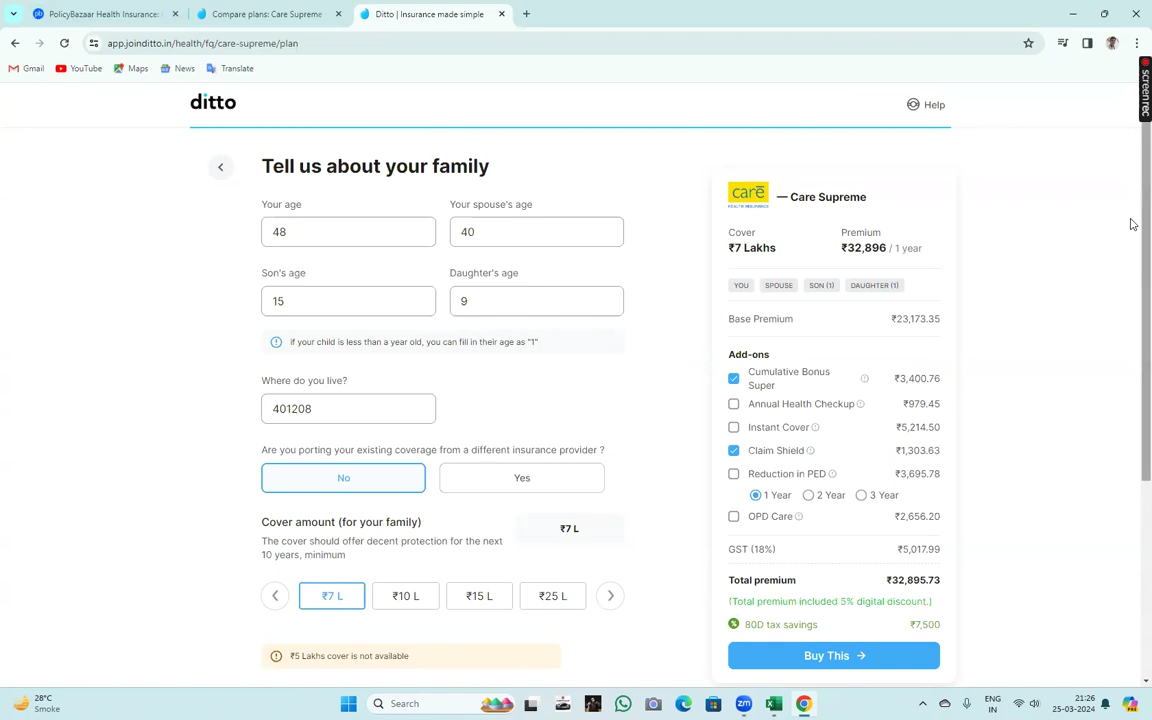 PolicyBazaar Health Insurance:
Compare plans: Care Supreme
Ditto | Insurance made simple
app.joinditto.in/health/fq/care-supreme/plan
Gmail
YouTube
Maps
News
Translate
screenrec
ditto
Help
Tell us about your family
Your age
Your spouse's age
48
40
Son's age
Daughter's age
15
9
if your child is less than a year old, you can fill in their age as "1"
Where do you live?
401208
Are you porting your existing coverage from a different insurance provider ?
No
Yes
Cover amount (for your family)
₹7 L
The cover should offer decent protection for the next
10 years, minimum
₹7 L
₹10 L
₹15 L
₹25 L
₹5 Lakhs cover is not available
care
HEALTH INSURANCE
— Care Supreme
Cover
Premium
₹7 Lakhs
₹32,896 / 1 year
YOU
SPOUSE
SON (1)
DAUGHTER (1)
Base Premium
₹23,173.35
Add-ons
Cumulative Bonus
Super
₹3,400.76
Annual Health Checkup
₹979.45
Instant Cover
₹5,214.50
Claim Shield
₹1,303.63
Reduction in PED
₹3,695.78
1 Year
2 Year
3 Year
OPD Care
₹2,656.20
GST (18%)
₹5,017.99
Total premium
₹32,895.73
(Total premium included 5% digital discount.)
80D tax savings
₹7,500
Buy This →
28°C
Smoke
Search
ENG
IN
21:26
25-03-2024